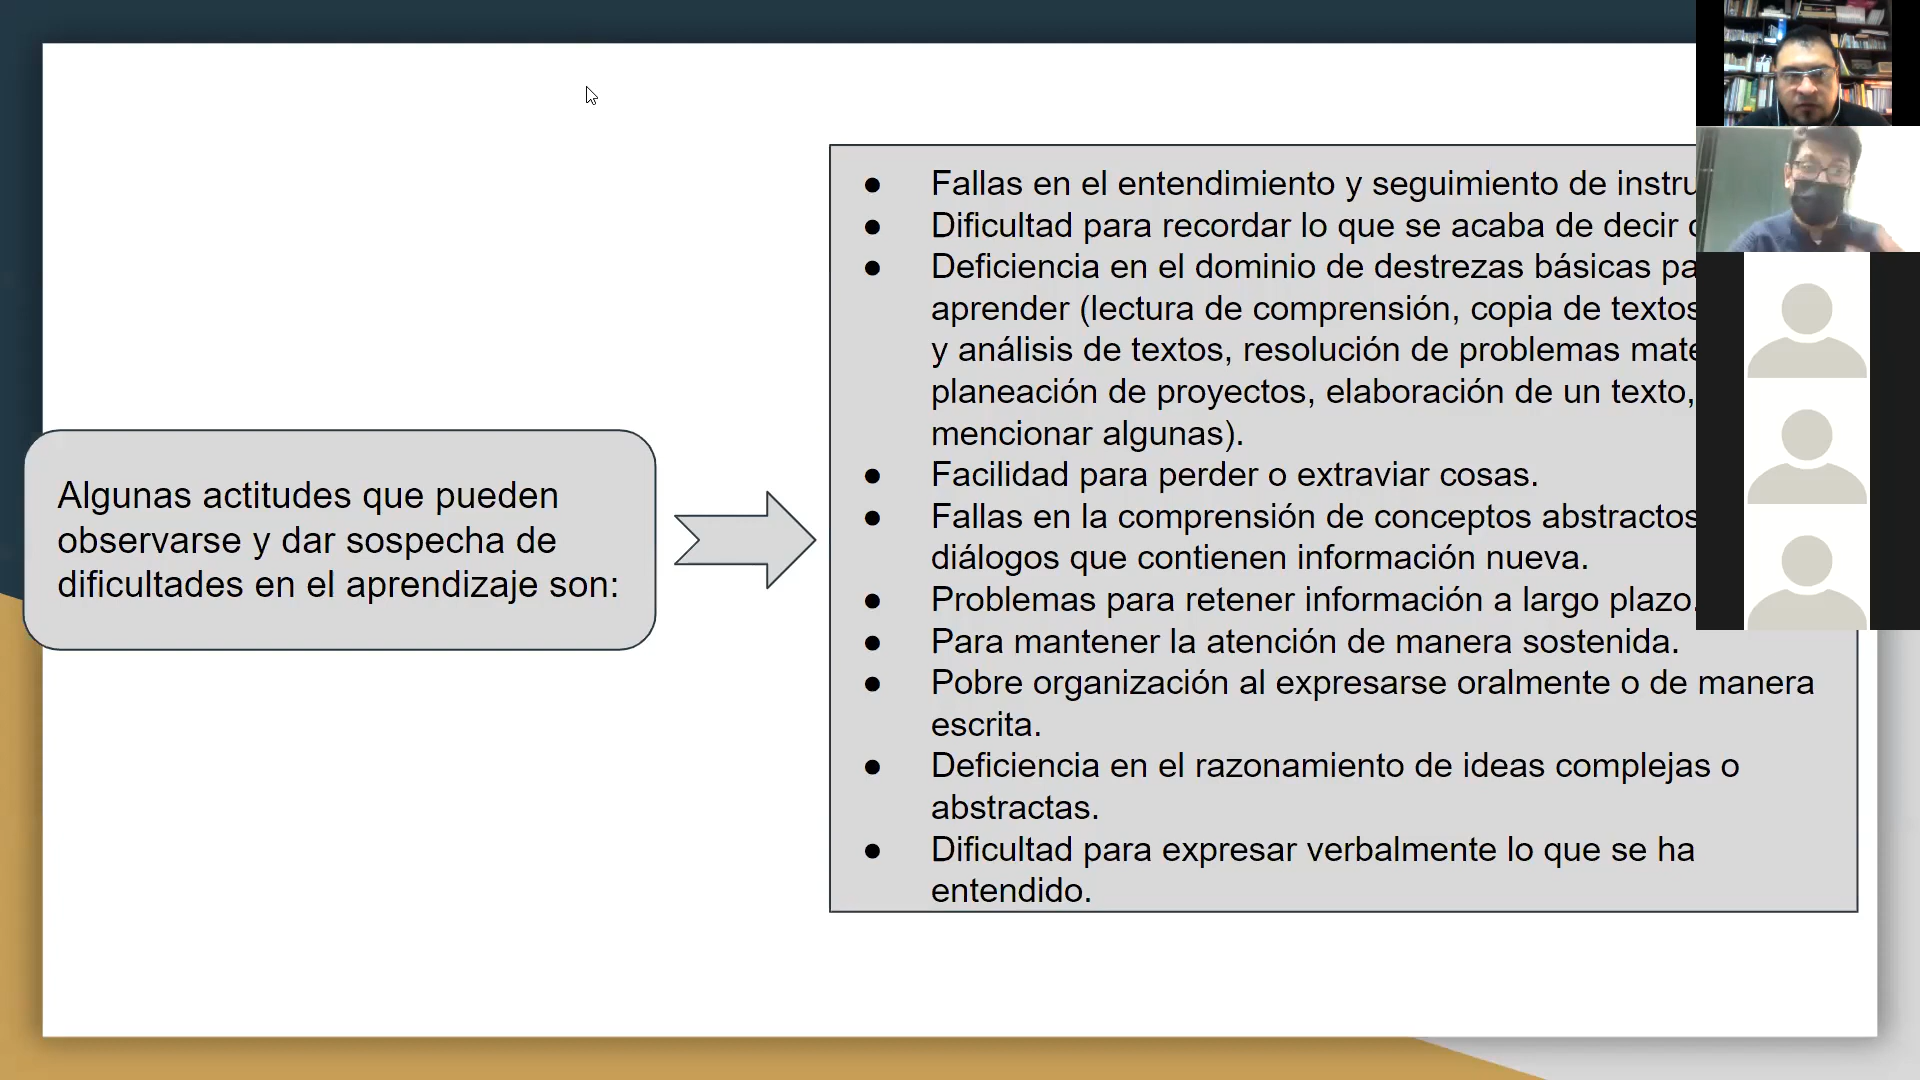 Algunas actitudes que pueden
observarse y dar sospecha de
dificultades en el aprendizaje son:
● Fallas en el entendimiento y seguimiento de
● Dificultad para recordar lo que se acaba de decir
● Deficiencia en el dominio de destrezas básicas
aprender (lectura de comprensión, copia de textos
y análisis de textos, resolución de problemas
planeación de proyectos, elaboración de un texto,
mencionar algunas).
● Facilidad para perder o extraviar cosas.
● Fallas en la comprensión de conceptos abstractos
diálogos que contienen información nueva.
● Problemas para retener información a largo plazo.
● Para mantener la atención de manera sostenida.
● Pobre organización al expresarse oralmente o de manera
escrita.
● Deficiencia en el razonamiento de ideas complejas o
abstractas.
● Dificultad para expresar verbalmente lo que se ha
entendido.